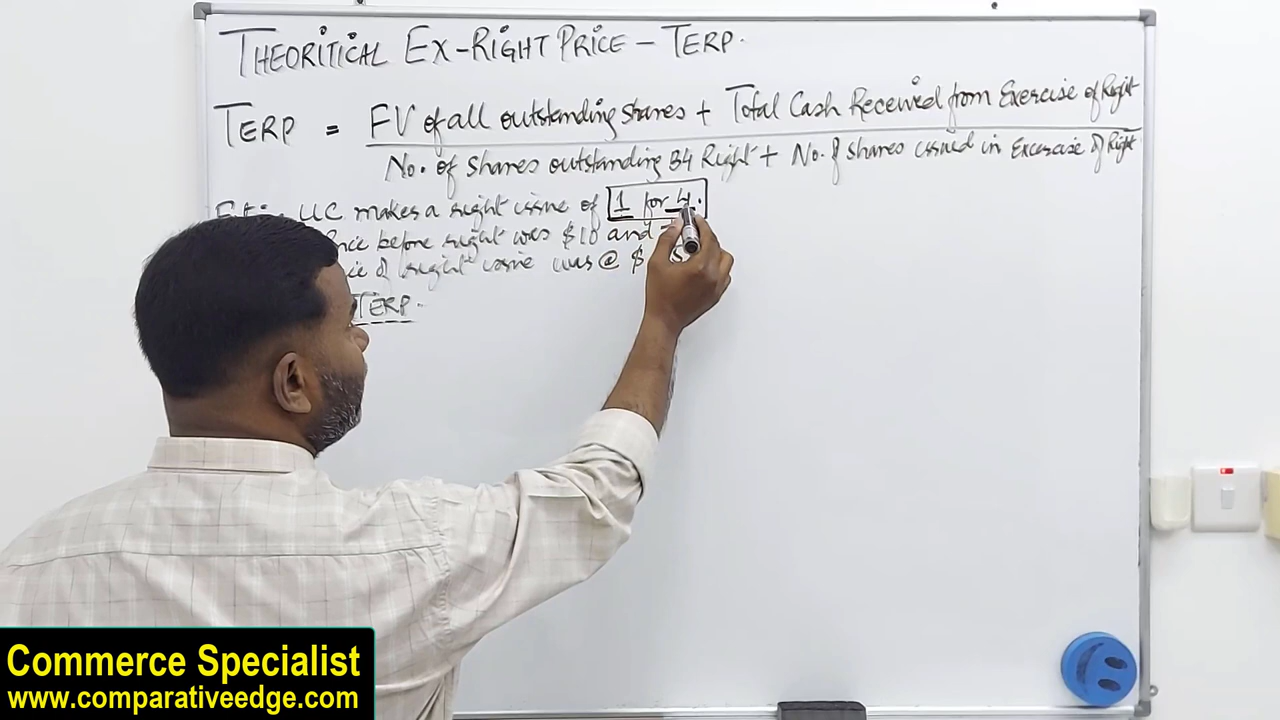 THEORITICAL EX-RIGHT PRICE - TERP.
TERP = FV of all outstanding shares + Total Cash Received from Exercise of Right
No. of shares outstanding B4 Right + No. of shares issued in Excercise of Right
LLC makes a right issue of 1 for 4.
before right was $10 and
of right issue was @ $
TERP.
Commerce Specialist
www.comparativeedge.com